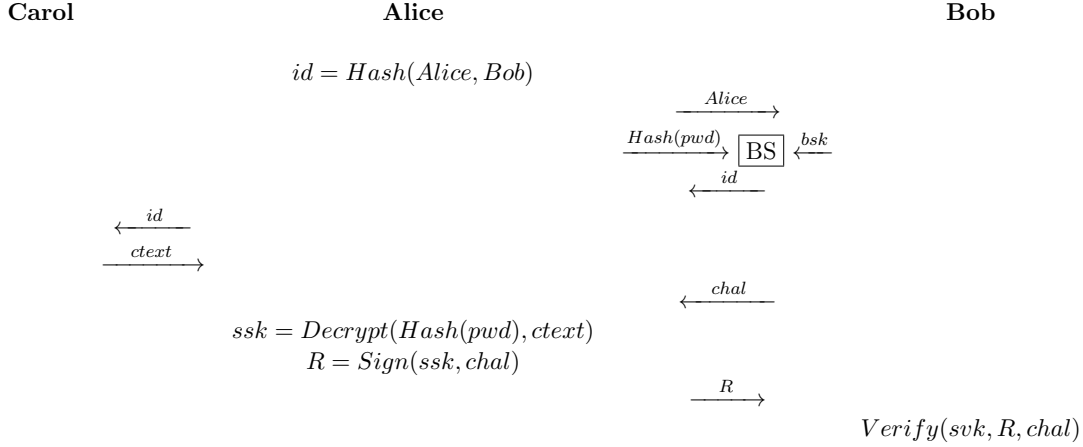 Carol Alice Bob
id = Hash(Alice, Bob)
Alice
Hash(pwd) BS bsk
id
id
ctext
chal
ssk = Decrypt(Hash(pwd), ctext)
R = Sign(ssk, chal)
R
Verify(svk, R, chal)